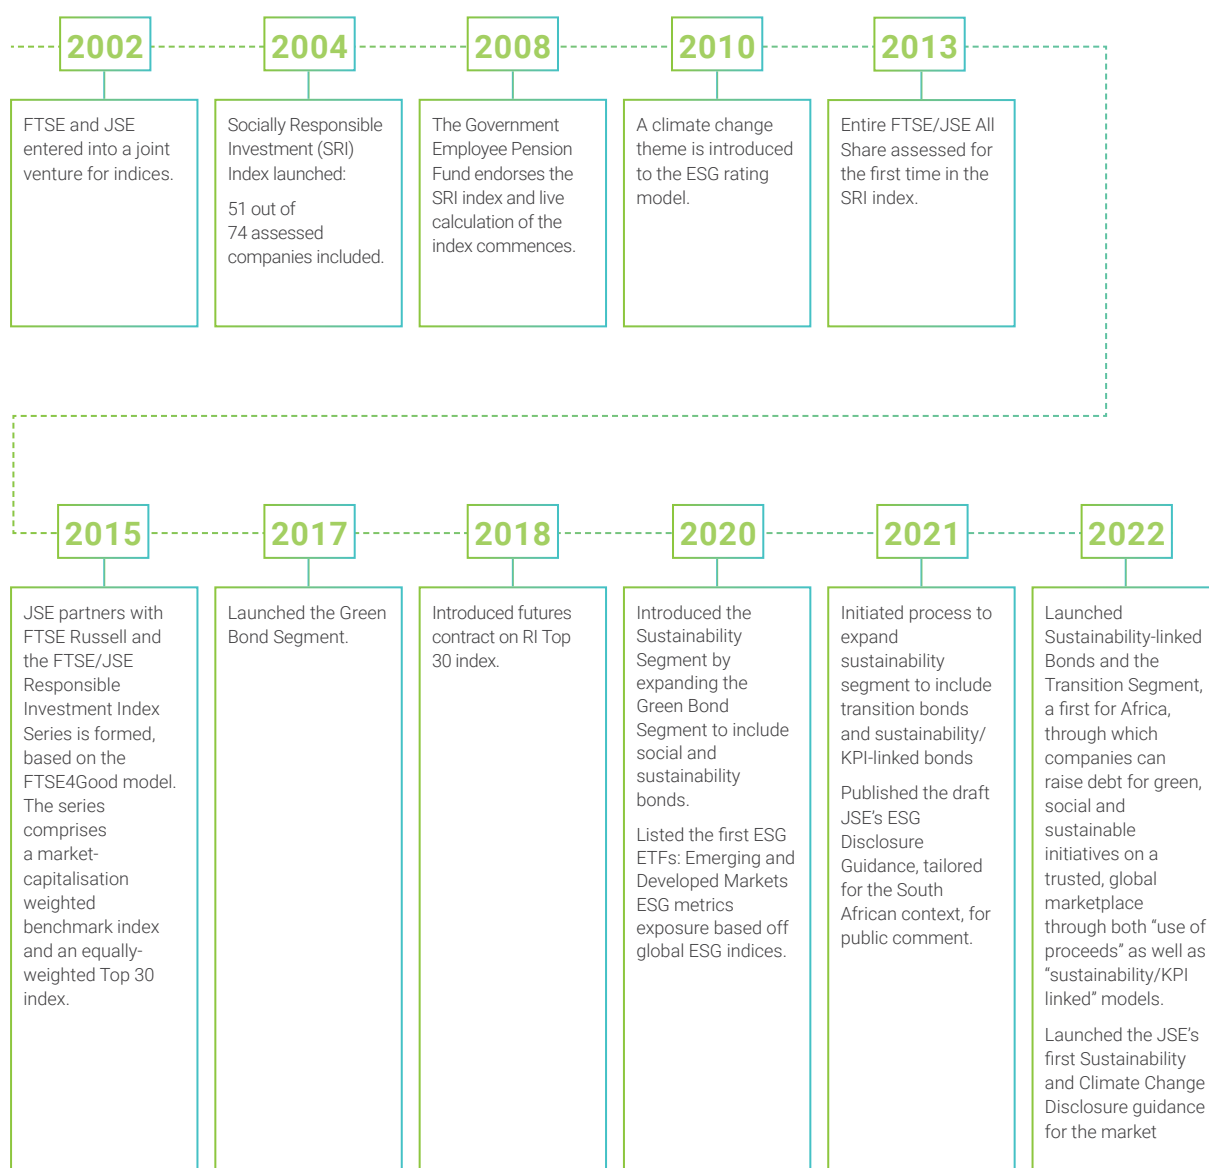 2002
FTSE and JSE
entered into a joint
venture for indices.
2004
Socially Responsible
Investment (SRI)
Index launched:
51 out of
74 assessed
companies included.
2008
The Government
Employee Pension
Fund endorses the
SRI index and live
calculation of the
index commences.
2010
A climate change
theme is introduced
to the ESG rating
model.
2013
Entire FTSE/JSE All
Share assessed for
the first time in the
SRI index.
2015
JSE partners with
FTSE Russell and
the FTSE/JSE
Responsible
Investment Index
Series is formed,
based on the
FTSE4Good model.
The series
comprises
a market-
capitalisation
weighted
benchmark index
and an equally-
weighted Top 30
index.
2017
Launched the Green
Bond Segment.
2018
Introduced futures
contract on RI Top
30 index.
2020
Introduced the
Sustainability
Segment by
expanding the
Green Bond
Segment to include
social and
sustainability
bonds.
Listed the first ESG
ETFs: Emerging and
Developed Markets
ESG metrics
exposure based off
global ESG indices.
2021
Initiated process to
expand
sustainability
segment to include
transition bonds
and sustainability/
KPI-linked bonds
Published the draft
JSE’s ESG
Disclosure
Guidance, tailored
for the South
African context, for
public comment.
2022
Launched
Sustainability-linked
Bonds and the
Transition Segment,
a first for Africa,
through which
companies can
raise debt for green,
social and
sustainable
initiatives on a
trusted, global
marketplace
through both “use of
proceeds” as well as
“sustainability/KPI
linked” models.
Launched the JSE’s
first Sustainability
and Climate Change
Disclosure guidance
for the market